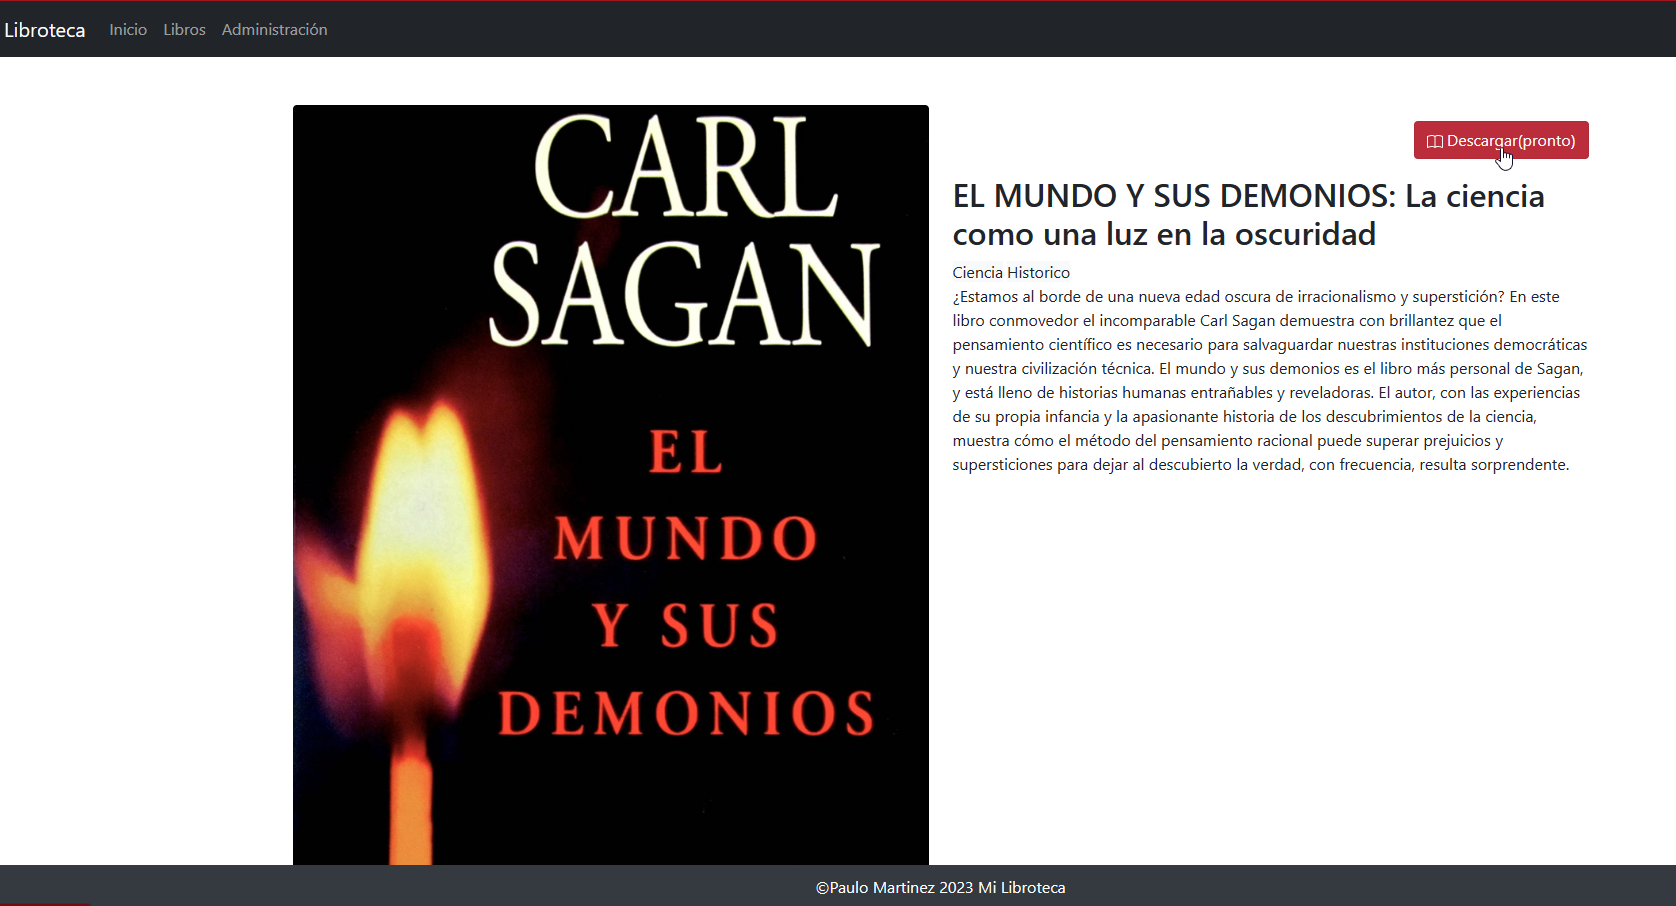 Libroteca Inicio Libros Administración
CARL
SAGAN
EL
MUNDO
Y SUS
DEMONIOS
Descargar(pronto)
EL MUNDO Y SUS DEMONIOS: La ciencia
como una luz en la oscuridad
Ciencia Historico
¿Estamos al borde de una nueva edad oscura de irracionalismo y superstición? En este
libro conmovedor el incomparable Carl Sagan demuestra con brillantez que el
pensamiento científico es necesario para salvaguardar nuestras instituciones democráticas
y nuestra civilización técnica. El mundo y sus demonios es el libro más personal de Sagan,
y está lleno de historias humanas entrañables y reveladoras. El autor, con las experiencias
de su propia infancia y la apasionante historia de los descubrimientos de la ciencia,
muestra cómo el método del pensamiento racional puede superar prejuicios y
supersticiones para dejar al descubierto la verdad, con frecuencia, resulta sorprendente.
©Paulo Martinez 2023 Mi Libroteca